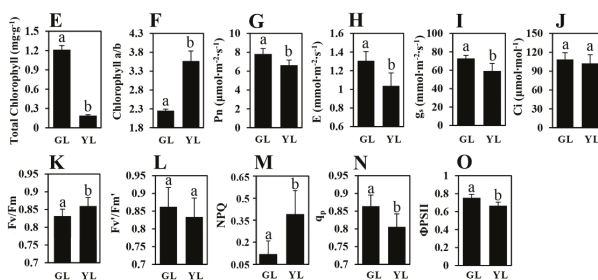 E F G H I J
Total Chlorophyll (mg·g⁻¹) 1.2 0.9 0.6 0.3 0 a b GL YL
Chlorophyll a/b 4.3 3.8 3.3 2.8 2.3 1.8 a b GL YL
Pn (μmol·m⁻²·s⁻¹) 10 8 6 4 2 0 a b GL YL
E (mmol·m⁻²·s⁻¹) 1.6 1.4 1.2 1 0.8 0.6 a b GL YL
gₛ (mmol·m⁻²·s⁻¹) 100 80 60 40 20 0 a b GL YL
Ci (μmol·mol⁻¹) 150 120 90 60 30 0 a a GL YL
K L M N O
Fv/Fm 0.95 0.9 0.85 0.8 0.75 0.7 a b GL YL
Fv'/Fm' 0.95 0.9 0.85 0.8 0.75 0.7 a a GL YL
NPQ 0.65 0.45 0.25 0.05 a b GL YL
qₚ 0.95 0.9 0.85 0.8 0.75 0.7 a b GL YL
ΦPSII 1 0.8 0.6 0.4 0.2 0 a b GL YL